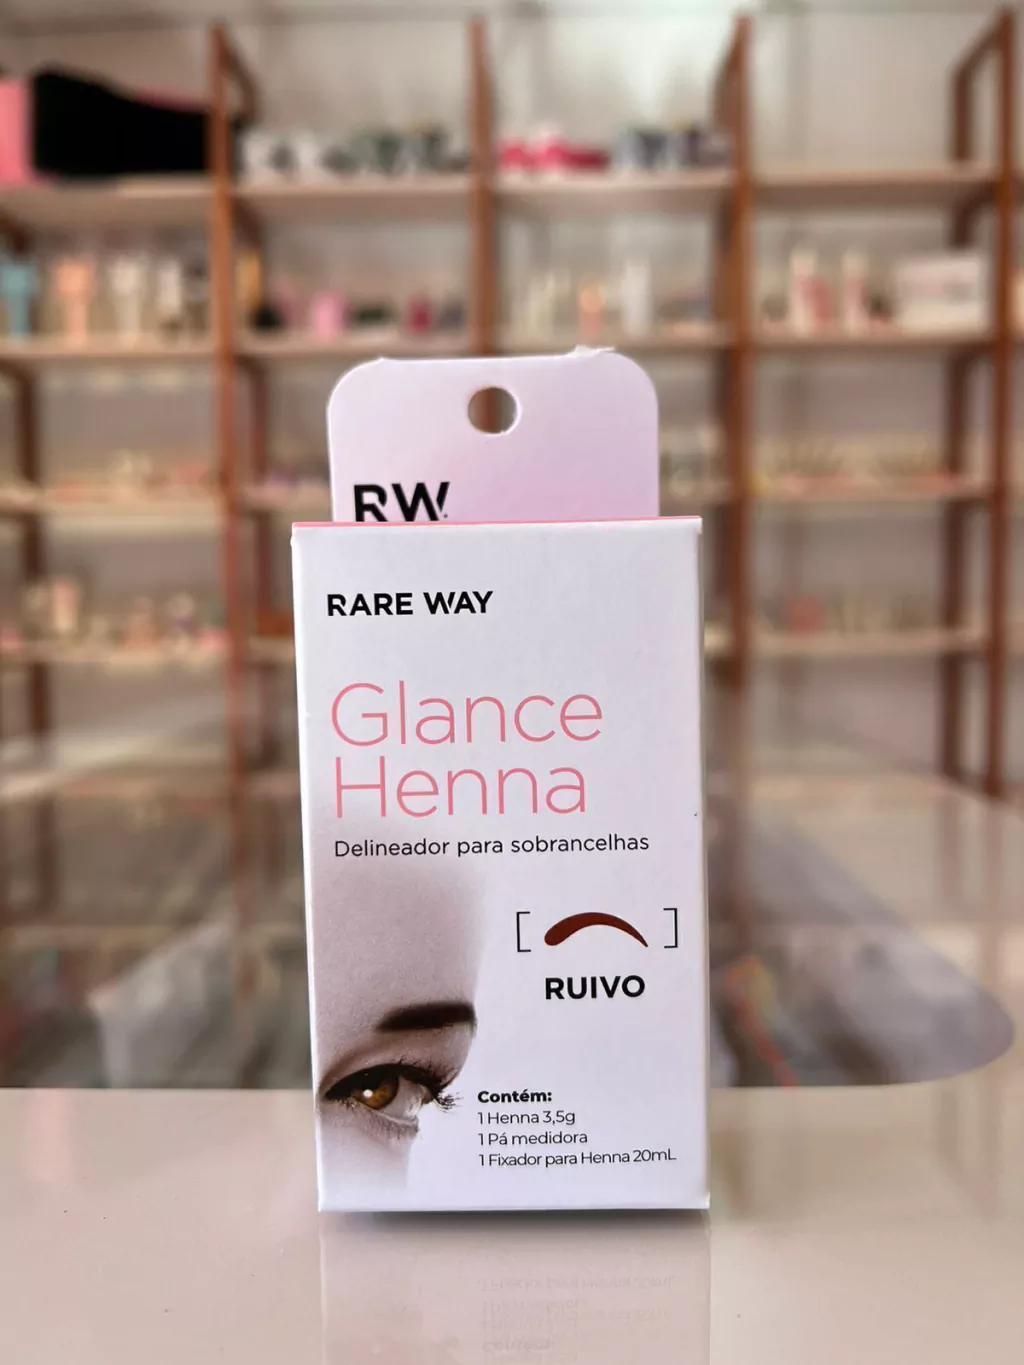 RW.
RARE WAY
Glance
Henna
Delineador para sobrancelhas
[ ]
RUIVO
Contém:
1 Henna 3,5g
1 Pá medidora
1 Fixador para Henna 20mL